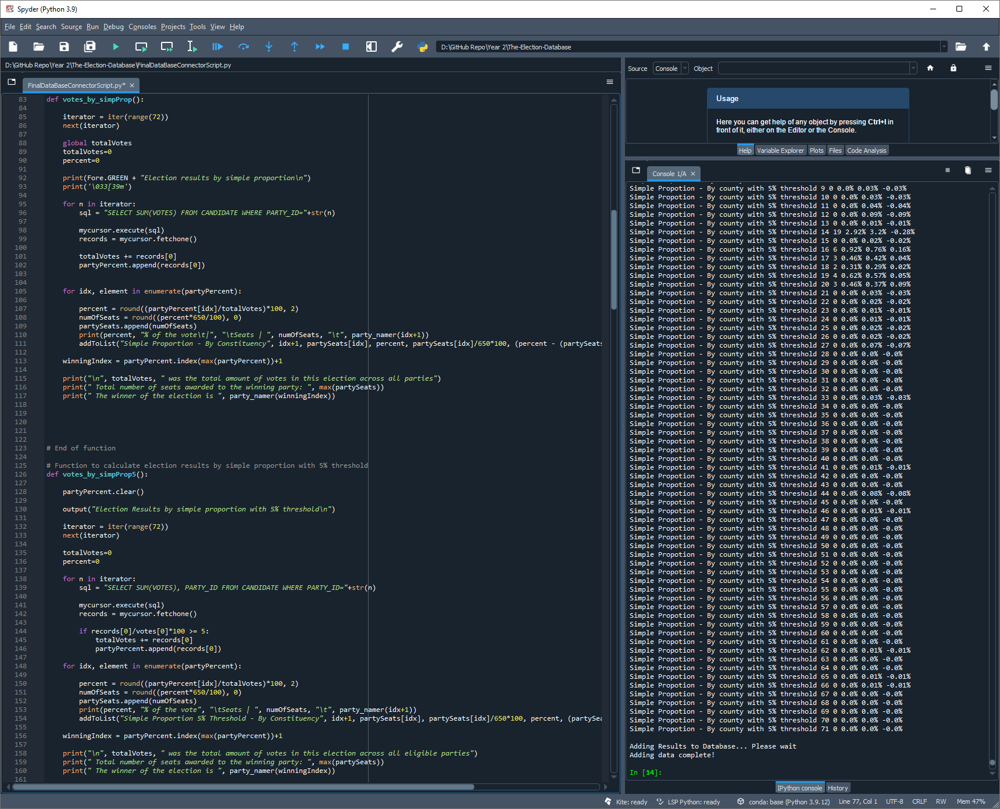 Spyder (Python 3.9)
File Edit Search Source Run Debug Consoles Projects Tools View Help
D:\GitHub Repo\Year 2\The-Election-Database
D:\GitHub Repo\Year 2\The-Election-Database\FinalDataBaseConnectorScript.py
FinalDataBaseConnectorScript.py*
83 def votes_by_simpProp():
84
85 iterator = iter(range(72))
86 next(iterator)
87
88 global totalVotes
89 totalVotes=0
90 percent=0
91
92 print(Fore.GREEN + "Election results by simple proportion\n")
93 print('\033[39m')
94
95 for n in iterator:
96 sql = "SELECT SUM(VOTES) FROM CANDIDATE WHERE PARTY_ID="+str(n)
97
98 mycursor.execute(sql)
99 records = mycursor.fetchone()
100
101 totalVotes += records[0]
102 partyPercent.append(records[0])
103
104
105 for idx, element in enumerate(partyPercent):
106
107 percent = round((partyPercent[idx]/totalVotes)*100, 2)
108 numOfSeats = round((percent*650/100), 0)
109 partySeats.append(numOfSeats)
110 print(percent, "% of the vote\t|", "\tSeats | ", numOfSeats, "\t", party_namer(idx+1))
111 addToList("Simple Proportion - By Constituency", idx+1, partySeats[idx], percent, partySeats[idx]/650*100, (percent - (partySeats
112
113 winningIndex = partyPercent.index(max(partyPercent))+1
114
115 print("\n", totalVotes, " was the total amount of votes in this election across all parties")
116 print(" Total number of seats awarded to the winning party: ", max(partySeats))
117 print(" The winner of the election is ", party_namer(winningIndex))
118
119
120
121
122
123 # End of function
124
125 # Function to calculate election results by simple proportion with 5% threshold
126 def votes_by_simpProp5():
127
128 partyPercent.clear()
129
130 output("Election Results by simple proportion with 5% threshold\n")
131
132 iterator = iter(range(72))
133 next(iterator)
134
135 totalVotes=0
136 percent=0
137
138 for n in iterator:
139 sql = "SELECT SUM(VOTES), PARTY_ID FROM CANDIDATE WHERE PARTY_ID="+str(n)
140
141 mycursor.execute(sql)
142 records = mycursor.fetchone()
143
144 if records[0]/votes[0]*100 >= 5:
145 totalVotes += records[0]
146 partyPercent.append(records[0])
147
148 for idx, element in enumerate(partyPercent):
149
150 percent = round((partyPercent[idx]/totalVotes)*100, 2)
151 numOfSeats = round((percent*650/100), 0)
152 partySeats.append(numOfSeats)
153 print(percent, "% of the vote", "\tSeats | ", numOfSeats, "\t", party_namer(idx+1))
154 addToList("Simple Proportion 5% Threshold - By Constituency", idx+1, partySeats[idx], partySeats[idx]/650*100, percent, (partySea
155
156 winningIndex = partyPercent.index(max(partyPercent))+1
157
158 print("\n", totalVotes, " was the total amount of votes in this election across all eligible parties")
159 print(" Total number of seats awarded to the winning party: ", max(partySeats))
160 print(" The winner of the election is ", party_namer(winningIndex))
161
Source Console Object
Usage
Here you can get help of any object by pressing Ctrl+I in
front of it, either on the Editor or the Console.
Help Variable Explorer Plots Files Code Analysis
Console 1/A
Simple Propotion - By county with 5% threshold 9 0 0.0% 0.03% -0.03%
Simple Propotion - By county with 5% threshold 10 0 0.0% 0.03% -0.03%
Simple Propotion - By county with 5% threshold 11 0 0.0% 0.04% -0.04%
Simple Propotion - By county with 5% threshold 12 0 0.0% 0.09% -0.09%
Simple Propotion - By county with 5% threshold 13 0 0.0% 0.01% -0.01%
Simple Propotion - By county with 5% threshold 14 19 2.92% 3.2% -0.28%
Simple Propotion - By county with 5% threshold 15 0 0.0% 0.02% -0.02%
Simple Propotion - By county with 5% threshold 16 6 0.92% 0.76% 0.16%
Simple Propotion - By county with 5% threshold 17 3 0.46% 0.42% 0.04%
Simple Propotion - By county with 5% threshold 18 2 0.31% 0.29% 0.02%
Simple Propotion - By county with 5% threshold 19 4 0.62% 0.57% 0.05%
Simple Propotion - By county with 5% threshold 20 3 0.46% 0.37% 0.09%
Simple Propotion - By county with 5% threshold 21 0 0.0% 0.03% -0.03%
Simple Propotion - By county with 5% threshold 22 0 0.0% 0.02% -0.02%
Simple Propotion - By county with 5% threshold 23 0 0.0% 0.01% -0.01%
Simple Propotion - By county with 5% threshold 24 0 0.0% 0.01% -0.01%
Simple Propotion - By county with 5% threshold 25 0 0.0% 0.02% -0.02%
Simple Propotion - By county with 5% threshold 26 0 0.0% 0.02% -0.02%
Simple Propotion - By county with 5% threshold 27 0 0.0% 0.07% -0.07%
Simple Propotion - By county with 5% threshold 28 0 0.0% 0.0% -0.0%
Simple Propotion - By county with 5% threshold 29 0 0.0% 0.0% -0.0%
Simple Propotion - By county with 5% threshold 30 0 0.0% 0.0% -0.0%
Simple Propotion - By county with 5% threshold 31 0 0.0% 0.0% -0.0%
Simple Propotion - By county with 5% threshold 32 0 0.0% 0.0% -0.0%
Simple Propotion - By county with 5% threshold 33 0 0.0% 0.03% -0.03%
Simple Propotion - By county with 5% threshold 34 0 0.0% 0.0% -0.0%
Simple Propotion - By county with 5% threshold 35 0 0.0% 0.0% -0.0%
Simple Propotion - By county with 5% threshold 36 0 0.0% 0.0% -0.0%
Simple Propotion - By county with 5% threshold 37 0 0.0% 0.0% -0.0%
Simple Propotion - By county with 5% threshold 38 0 0.0% 0.0% -0.0%
Simple Propotion - By county with 5% threshold 39 0 0.0% 0.0% -0.0%
Simple Propotion - By county with 5% threshold 40 0 0.0% 0.0% -0.0%
Simple Propotion - By county with 5% threshold 41 0 0.0% 0.01% -0.01%
Simple Propotion - By county with 5% threshold 42 0 0.0% 0.0% -0.0%
Simple Propotion - By county with 5% threshold 43 0 0.0% 0.0% -0.0%
Simple Propotion - By county with 5% threshold 44 0 0.0% 0.08% -0.08%
Simple Propotion - By county with 5% threshold 45 0 0.0% 0.0% -0.0%
Simple Propotion - By county with 5% threshold 46 0 0.0% 0.01% -0.01%
Simple Propotion - By county with 5% threshold 47 0 0.0% 0.0% -0.0%
Simple Propotion - By county with 5% threshold 48 0 0.0% 0.0% -0.0%
Simple Propotion - By county with 5% threshold 49 0 0.0% 0.0% -0.0%
Simple Propotion - By county with 5% threshold 50 0 0.0% 0.0% -0.0%
Simple Propotion - By county with 5% threshold 51 0 0.0% 0.0% -0.0%
Simple Propotion - By county with 5% threshold 52 0 0.0% 0.0% -0.0%
Simple Propotion - By county with 5% threshold 53 0 0.0% 0.0% -0.0%
Simple Propotion - By county with 5% threshold 54 0 0.0% 0.0% -0.0%
Simple Propotion - By county with 5% threshold 55 0 0.0% 0.0% -0.0%
Simple Propotion - By county with 5% threshold 56 0 0.0% 0.0% -0.0%
Simple Propotion - By county with 5% threshold 57 0 0.0% 0.0% -0.0%
Simple Propotion - By county with 5% threshold 58 0 0.0% 0.0% -0.0%
Simple Propotion - By county with 5% threshold 59 0 0.0% 0.0% -0.0%
Simple Propotion - By county with 5% threshold 60 0 0.0% 0.0% -0.0%
Simple Propotion - By county with 5% threshold 61 0 0.0% 0.0% -0.0%
Simple Propotion - By county with 5% threshold 62 0 0.0% 0.01% -0.01%
Simple Propotion - By county with 5% threshold 63 0 0.0% 0.0% -0.0%
Simple Propotion - By county with 5% threshold 64 0 0.0% 0.0% -0.0%
Simple Propotion - By county with 5% threshold 65 0 0.0% 0.01% -0.01%
Simple Propotion - By county with 5% threshold 66 0 0.0% 0.01% -0.01%
Simple Propotion - By county with 5% threshold 67 0 0.0% 0.0% -0.0%
Simple Propotion - By county with 5% threshold 68 0 0.0% 0.0% -0.0%
Simple Propotion - By county with 5% threshold 69 0 0.0% 0.0% -0.0%
Simple Propotion - By county with 5% threshold 70 0 0.0% 0.0% -0.0%
Simple Propotion - By county with 5% threshold 71 0 0.0% 0.0% -0.0%
Adding Results to Database... Please wait
Adding data complete!
In [14]:
IPython console History
Kite: ready LSP Python: ready conda: base (Python 3.9.12) Line 77, Col 1 UTF-8 CRLF RW Mem 47%